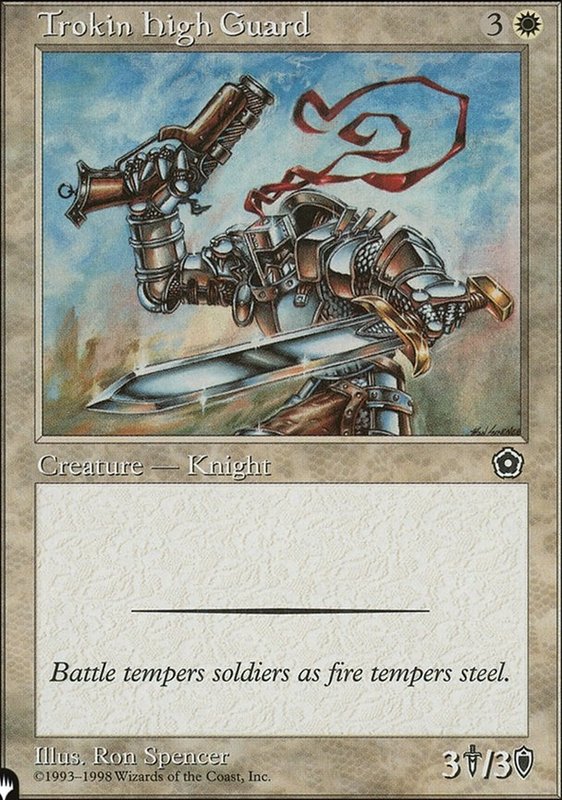 Trokin High Guard 3
Creature — Knight
Battle tempers soldiers as fire tempers steel.
Illus. Ron Spencer
©1993–1998 Wizards of the Coast, Inc.
3/3